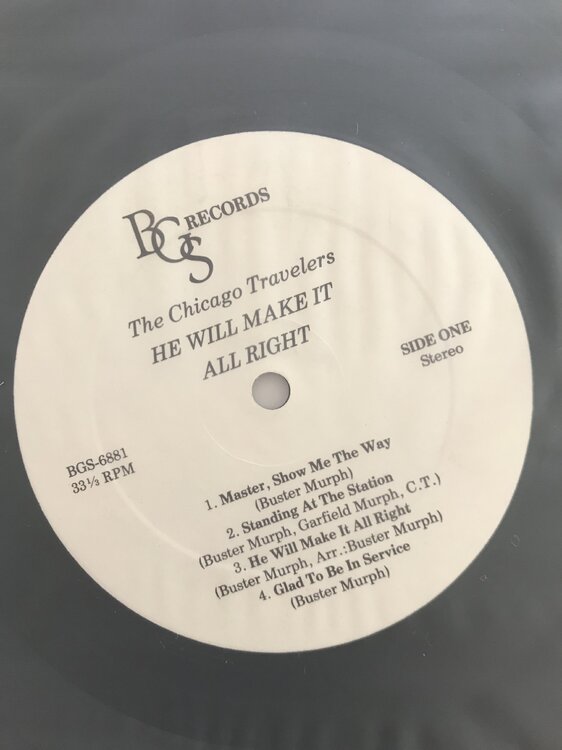 BGS RECORDS
The Chicago Travelers
HE WILL MAKE IT
ALL RIGHT
SIDE ONE
Stereo
BGS-6881
33⅓ RPM
1. Master, Show Me The Way
(Buster Murph)
2. Standing At The Station
(Buster Murph, Garfield Murph, C.T.)
3. He Will Make It All Right
(Buster Murph, Arr.:Buster Murph)
4. Glad To Be In Service
(Buster Murph)